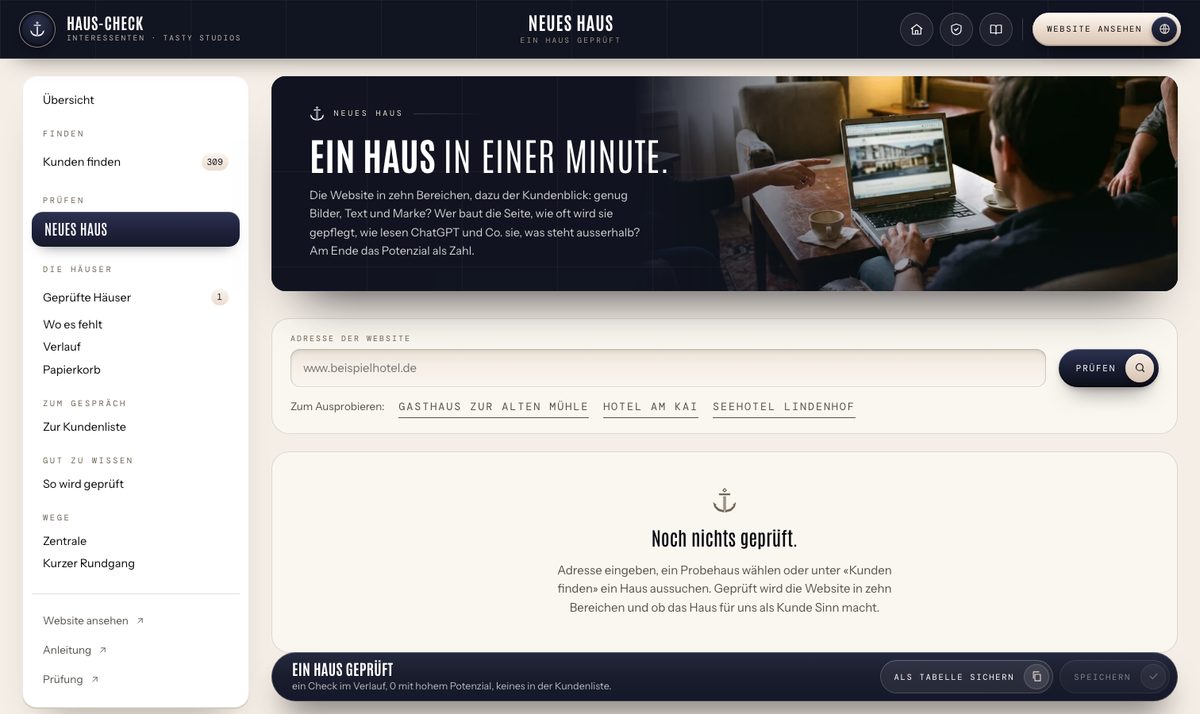 HAUS-CHECK
INTERESSENTEN · TASTY STUDIOS
NEUES HAUS
EIN HAUS GEPRÜFT
WEBSITE ANSEHEN
Übersicht
FINDEN
Kunden finden 309
PRÜFEN
NEUES HAUS
DIE HÄUSER
Geprüfte Häuser 1
Wo es fehlt
Verlauf
Papierkorb
ZUM GESPRÄCH
Zur Kundenliste
GUT ZU WISSEN
So wird geprüft
WEGE
Zentrale
Kurzer Rundgang
Website ansehen ↗
Anleitung ↗
Prüfung ↗
NEUES HAUS
EIN HAUS IN EINER MINUTE.
Die Website in zehn Bereichen, dazu der Kundenblick: genug
Bilder, Text und Marke? Wer baut die Seite, wie oft wird sie
gepflegt, wie lesen ChatGPT und Co. sie, was steht ausserhalb?
Am Ende das Potenzial als Zahl.
ADRESSE DER WEBSITE
www.beispielhotel.de
PRÜFEN
Zum Ausprobieren: GASTHAUS ZUR ALTEN MÜHLE HOTEL AM KAI SEEHOTEL LINDENHOF
Noch nichts geprüft.
Adresse eingeben, ein Probehaus wählen oder unter «Kunden
finden» ein Haus aussuchen. Geprüft wird die Website in zehn
Bereichen und ob das Haus für uns als Kunde Sinn macht.
EIN HAUS GEPRÜFT
ein Check im Verlauf, 0 mit hohem Potenzial, keines in der Kundenliste.
ALS TABELLE SICHERN
SPEICHERN